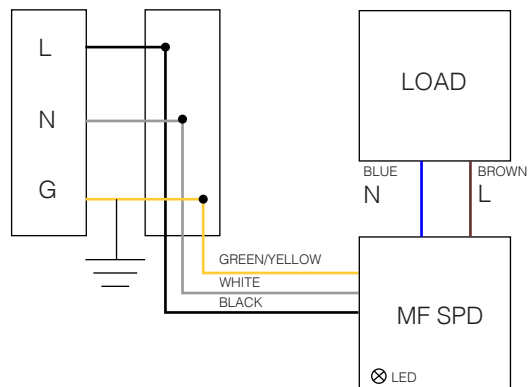 L
N
G
LOAD
BLUE
N
BROWN
L
GREEN/YELLOW
WHITE
BLACK
MF SPD
LED